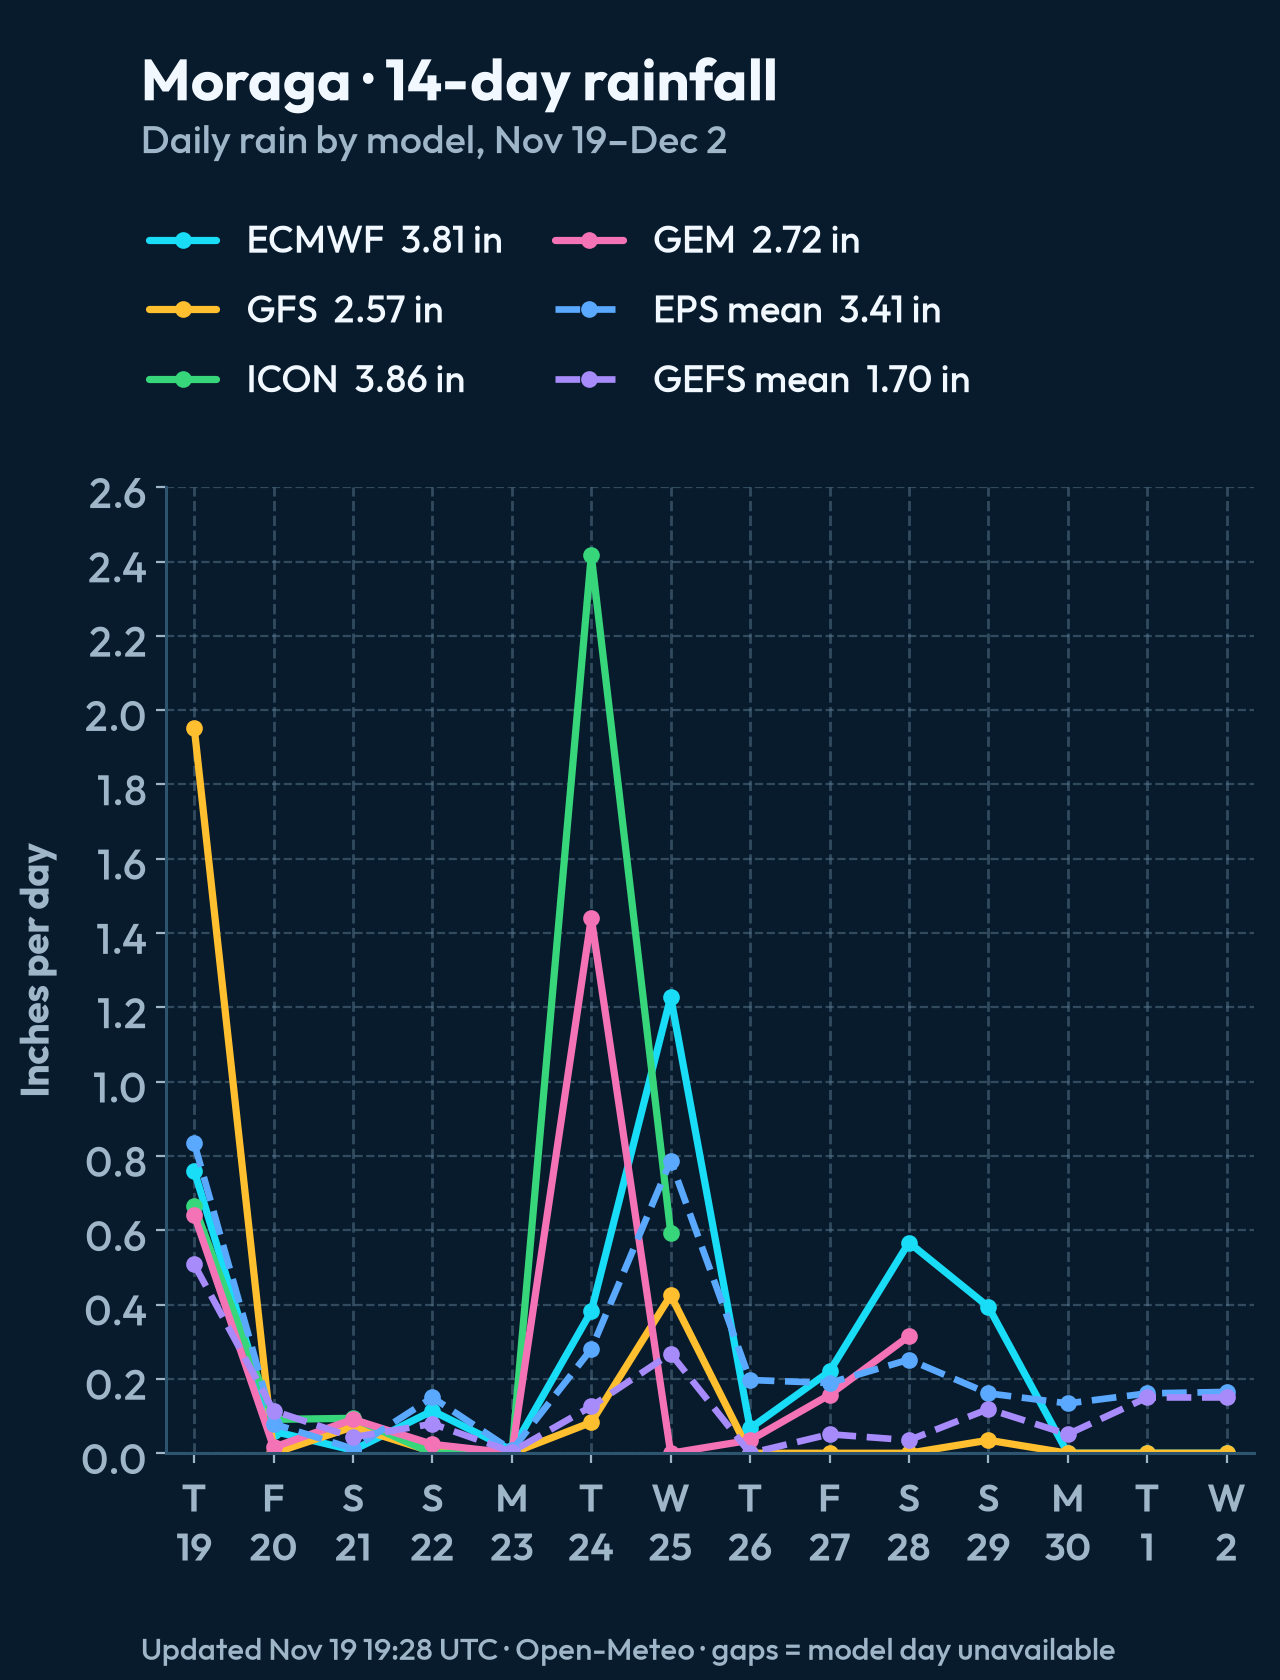 Moraga · 14-day rainfall
Daily rain by model, Nov 19–Dec 2
ECMWF 3.81 in
GEM 2.72 in
GFS 2.57 in
EPS mean 3.41 in
ICON 3.86 in
GEFS mean 1.70 in
Inches per day
2.6
2.4
2.2
2.0
1.8
1.6
1.4
1.2
1.0
0.8
0.6
0.4
0.2
0.0
T F S S M T W T F S S M T W
19 20 21 22 23 24 25 26 27 28 29 30 1 2
Updated Nov 19 19:28 UTC · Open-Meteo · gaps = model day unavailable